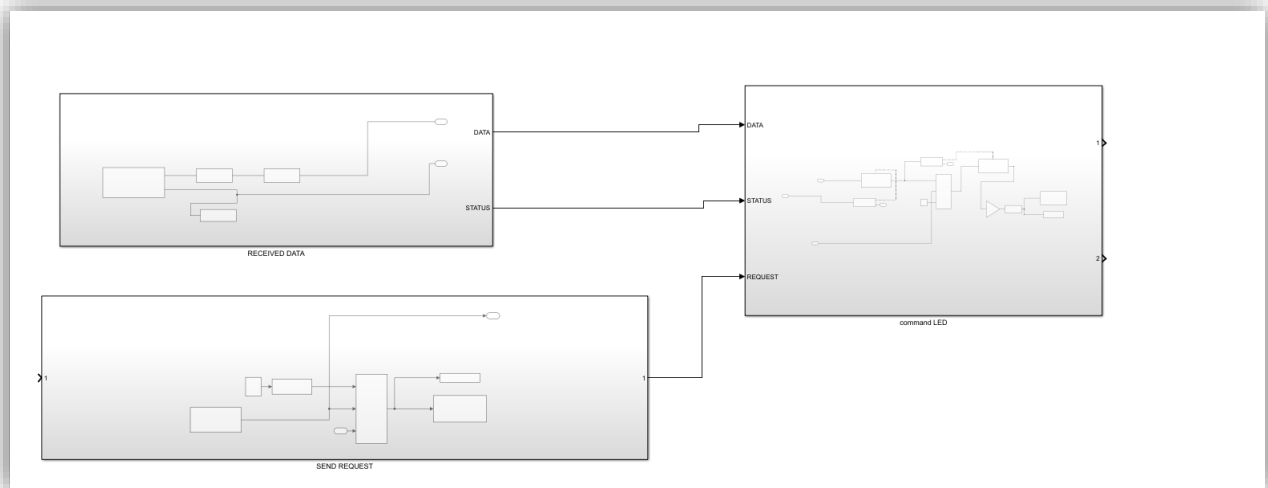 DATA
STATUS
RECEIVED DATA
1
1
SEND REQUEST
DATA
STATUS
REQUEST
1
2
command LED